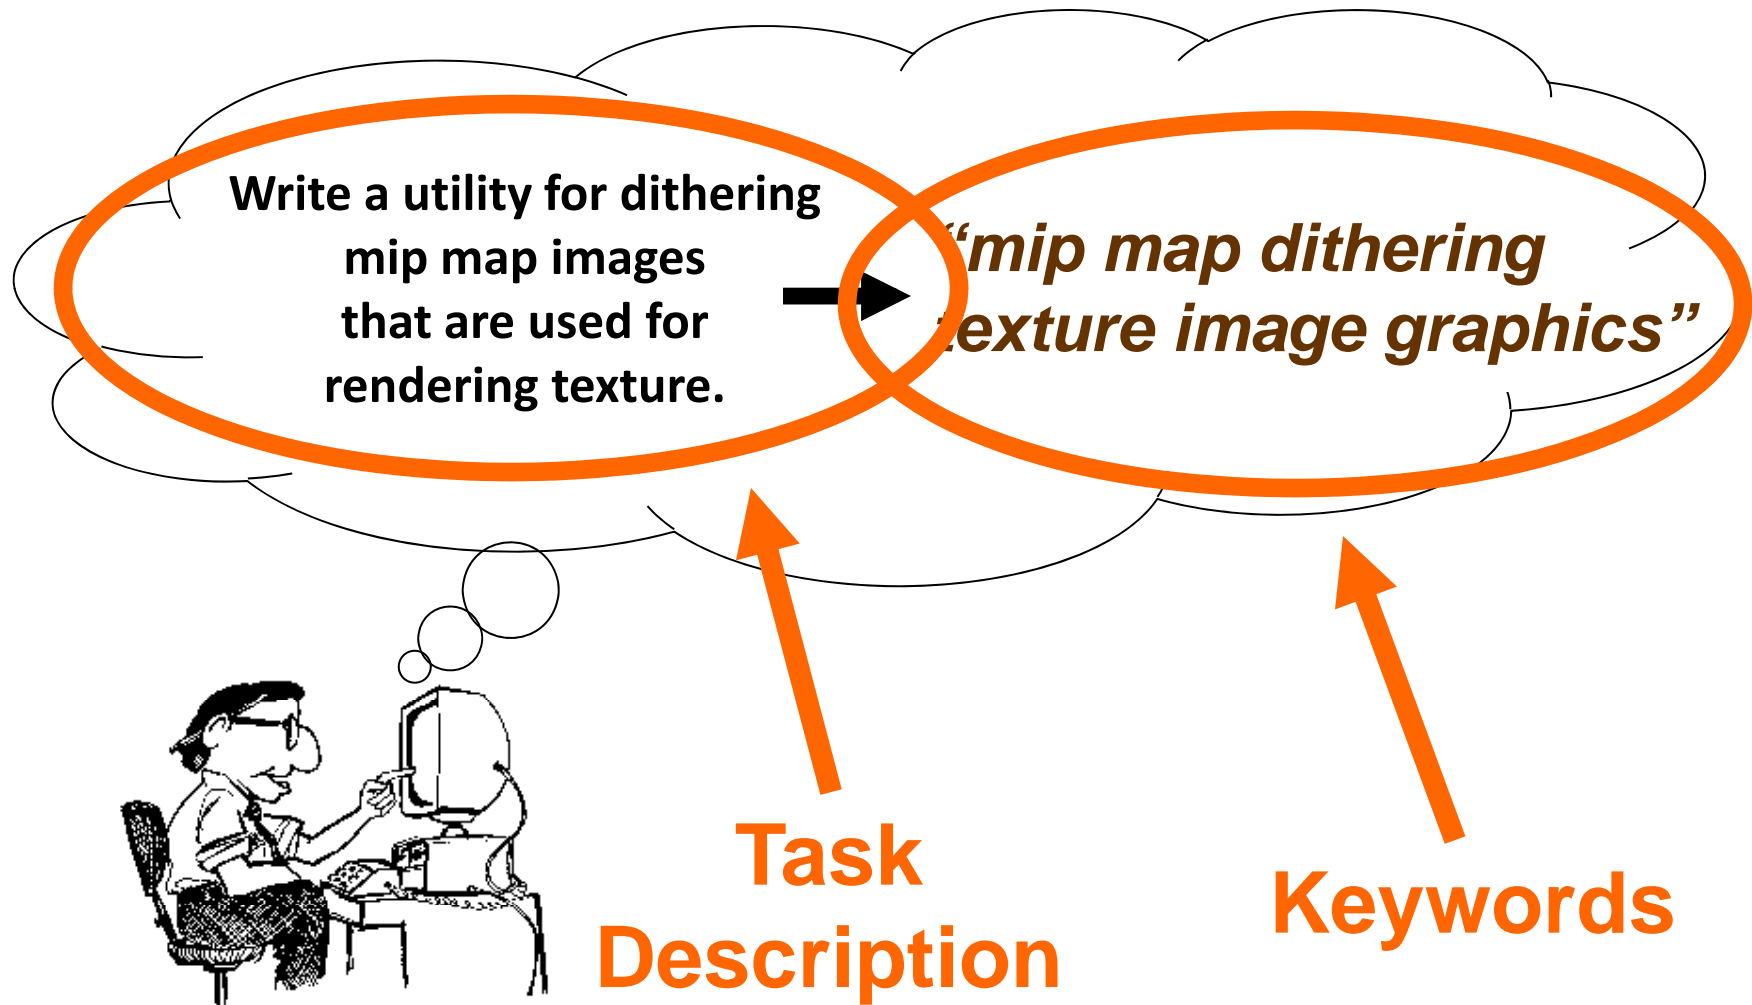 Write a utility for dithering
mip map images
that are used for
rendering texture.
“mip map dithering
texture image graphics”
Task
Description
Keywords